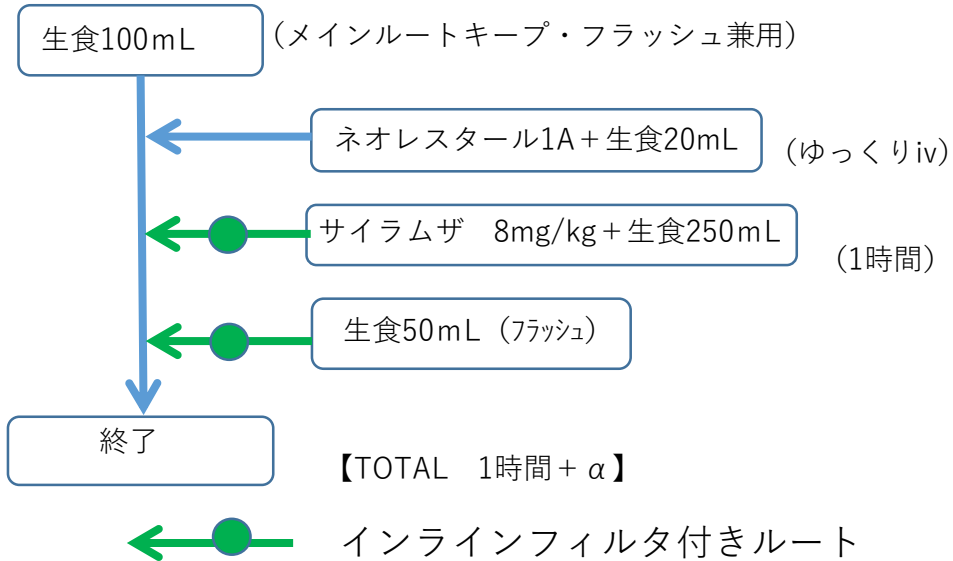 生食100mL
（メインルートキープ・フラッシュ兼用）
ネオレスタール1A＋生食20mL
（ゆっくりiv）
サイラムザ　8mg/kg＋生食250mL
（1時間）
生食50mL（ﾌﾗｯｼｭ）
終了
【TOTAL　1時間＋α】
インラインフィルタ付きルート